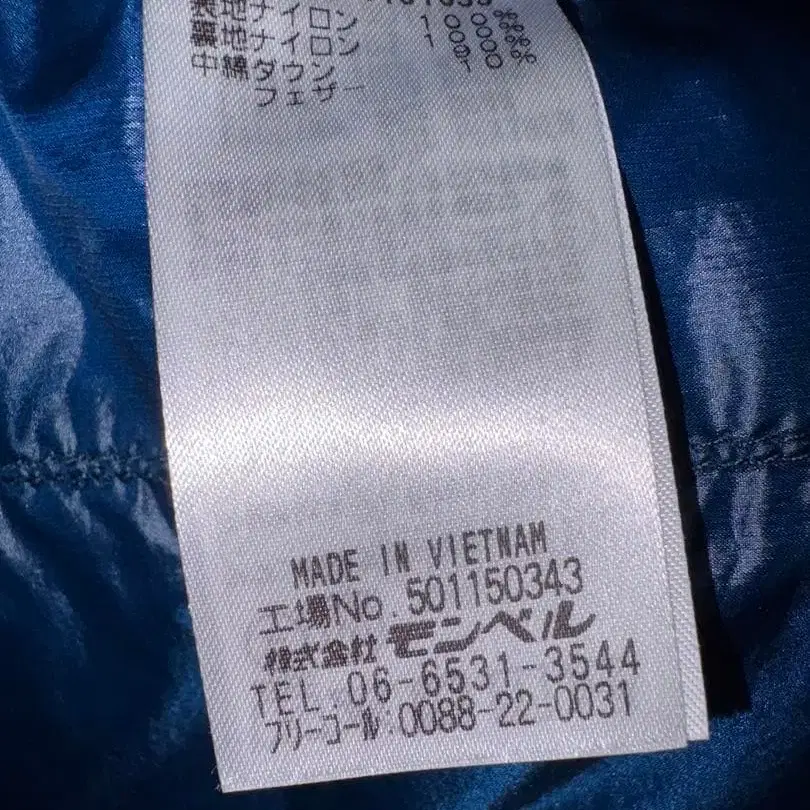 表地ナイロン 100%
裏地ナイロン 100%
中綿ダウン
フェザー
MADE IN VIETNAM
工場No.501150343
株式会社モンベル
TEL.06-6531-3544
フリーコール:0088-22-0031